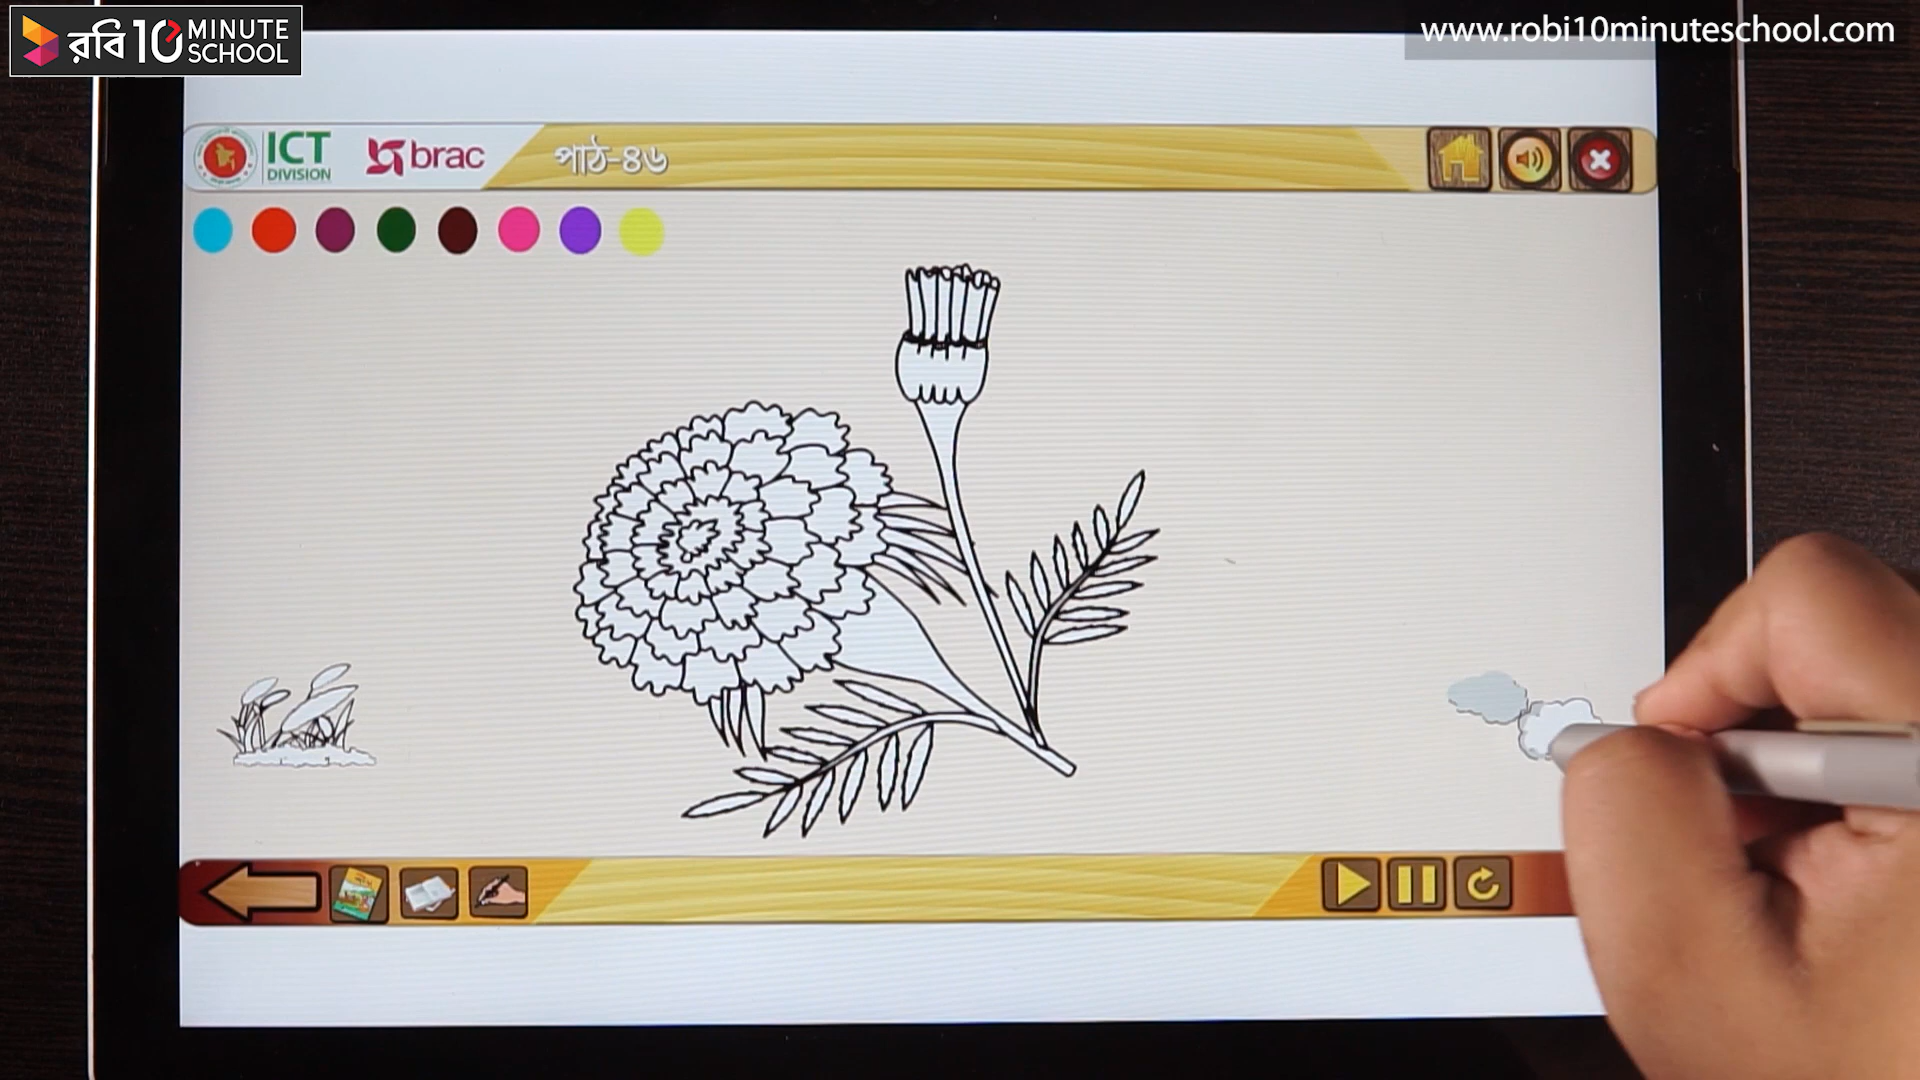 রবি 10 MINUTE SCHOOL
www.robi10minuteschool.com
ICT DIVISION
brac
পাঠ-৪৬